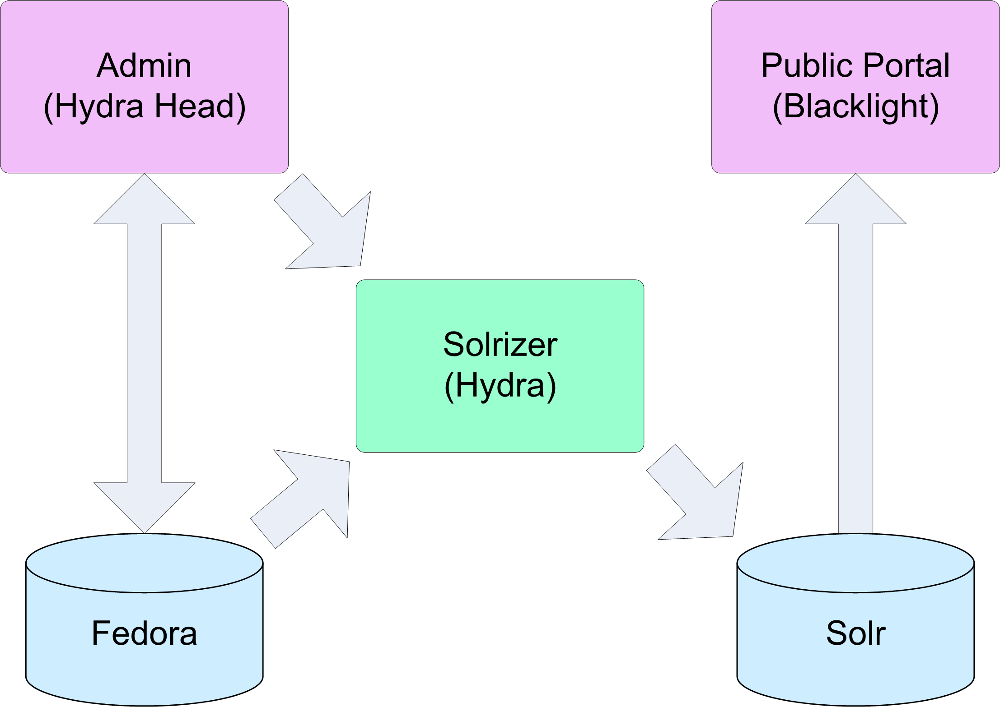 Admin
(Hydra Head)
Public Portal
(Blacklight)
Solrizer
(Hydra)
Fedora
Solr